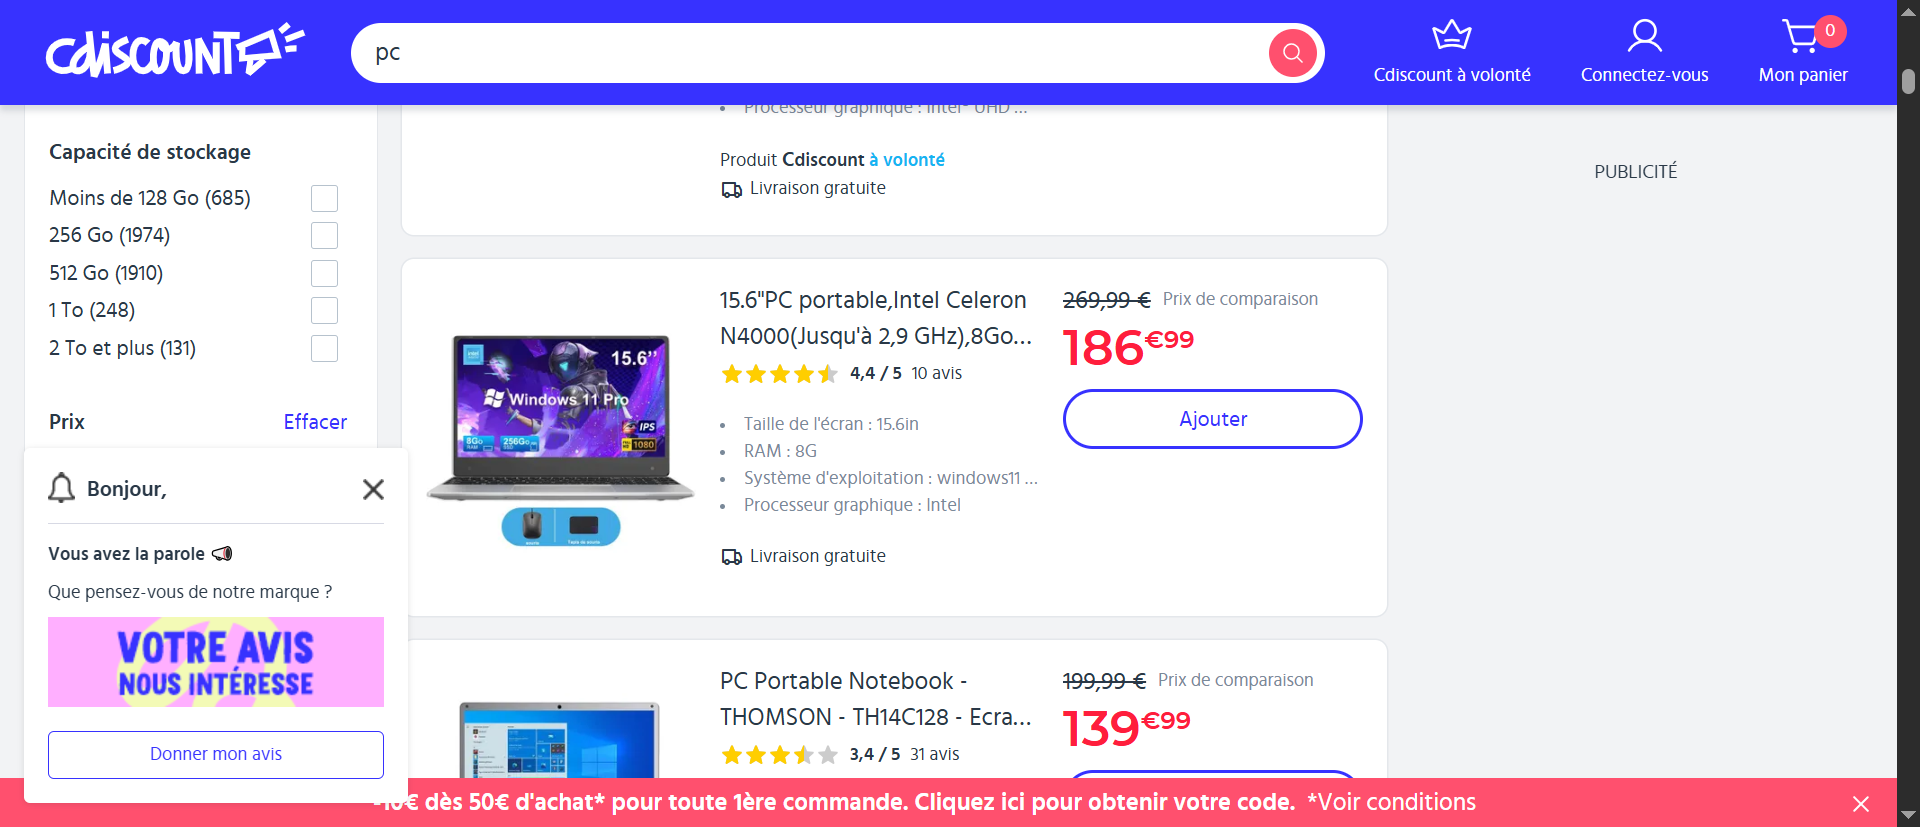 Cdiscount
pc
Cdiscount à volonté
Connectez-vous
0
Mon panier
Capacité de stockage
Moins de 128 Go (685)
256 Go (1974)
512 Go (1910)
1 To (248)
2 To et plus (131)
Prix
Effacer
Bonjour,
Vous avez la parole
Que pensez-vous de notre marque ?
VOTRE AVIS
NOUS INTÉRESSE
Donner mon avis
Processeur graphique : Intel® UHD ...
Produit Cdiscount à volonté
Livraison gratuite
15.6"PC portable,Intel Celeron
N4000(Jusqu'à 2,9 GHz),8Go...
4,4 / 5 10 avis
Taille de l'écran : 15.6in
RAM : 8G
Système d'exploitation : windows11 ...
Processeur graphique : Intel
Livraison gratuite
269,99 € Prix de comparaison
186€99
Ajouter
15.6''
Windows 11 Pro
8Go
256Go
IPS
1080
PC Portable Notebook -
THOMSON - TH14C128 - Ecra...
3,4 / 5 31 avis
199,99 € Prix de comparaison
139€99
PUBLICITÉ
-10€ dès 50€ d'achat* pour toute 1ère commande. Cliquez ici pour obtenir votre code. *Voir conditions